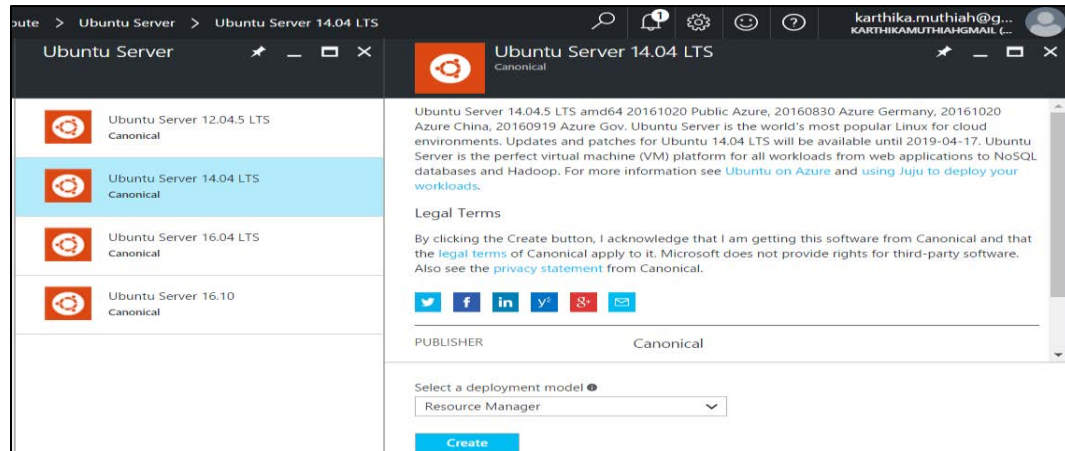 oute > Ubuntu Server > Ubuntu Server 14.04 LTS
1
karthika.muthiah@g...
KARTHIKAMUTHIAHGMAIL (...
Ubuntu Server
Ubuntu Server 12.04.5 LTS
Canonical
Ubuntu Server 14.04 LTS
Canonical
Ubuntu Server 16.04 LTS
Canonical
Ubuntu Server 16.10
Canonical
Ubuntu Server 14.04 LTS
Canonical
Ubuntu Server 14.04.5 LTS amd64 20161020 Public Azure, 20160830 Azure Germany, 20161020
Azure China, 20160919 Azure Gov. Ubuntu Server is the world's most popular Linux for cloud
environments. Updates and patches for Ubuntu 14.04 LTS will be available until 2019-04-17. Ubuntu
Server is the perfect virtual machine (VM) platform for all workloads from web applications to NoSQL
databases and Hadoop. For more information see Ubuntu on Azure and using Juju to deploy your
workloads.
Legal Terms
By clicking the Create button, I acknowledge that I am getting this software from Canonical and that
the legal terms of Canonical apply to it. Microsoft does not provide rights for third-party software.
Also see the privacy statement from Canonical.
PUBLISHER Canonical
Select a deployment model
Resource Manager
Create